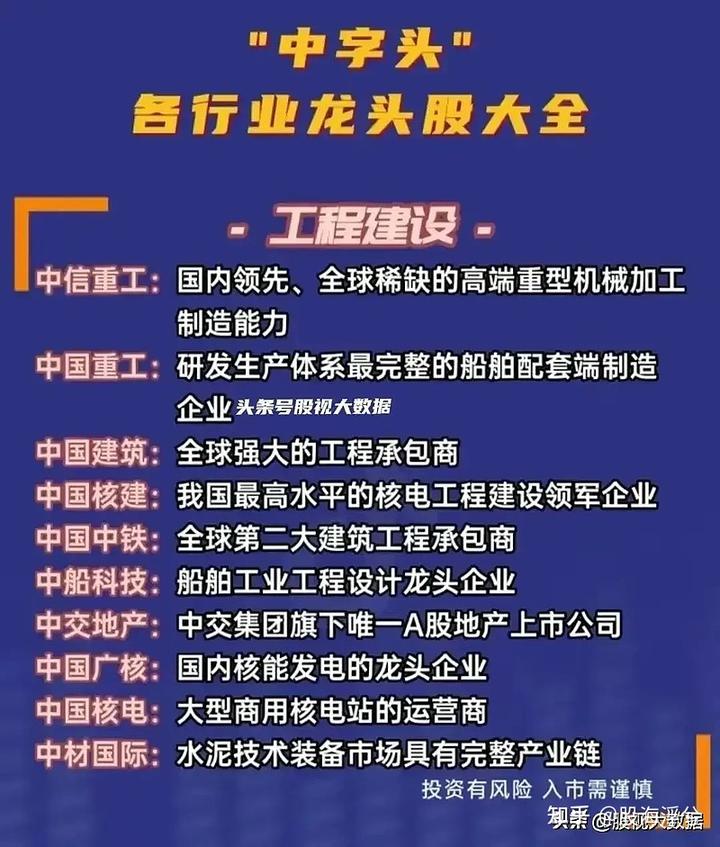 "中字头"
各行业龙头股大全
- 工程建设 -
中信重工：国内领先、全球稀缺的高端重型机械加工
制造能力
中国重工：研发生产体系最完整的船舶配套端制造
企业 头条号股视大数据
中国建筑：全球强大的工程承包商
中国核建：我国最高水平的核电工程建设领军企业
中国中铁：全球第二大建筑工程承包商
中船科技：船舶工业工程设计龙头企业
中交地产：中交集团旗下唯一A股地产上市公司
中国广核：国内核能发电的龙头企业
中国核电：大型商用核电站的运营商
中材国际：水泥技术装备市场具有完整产业链
投资有风险 入市需谨慎
知乎 @股海浮
头条 @股视大数据